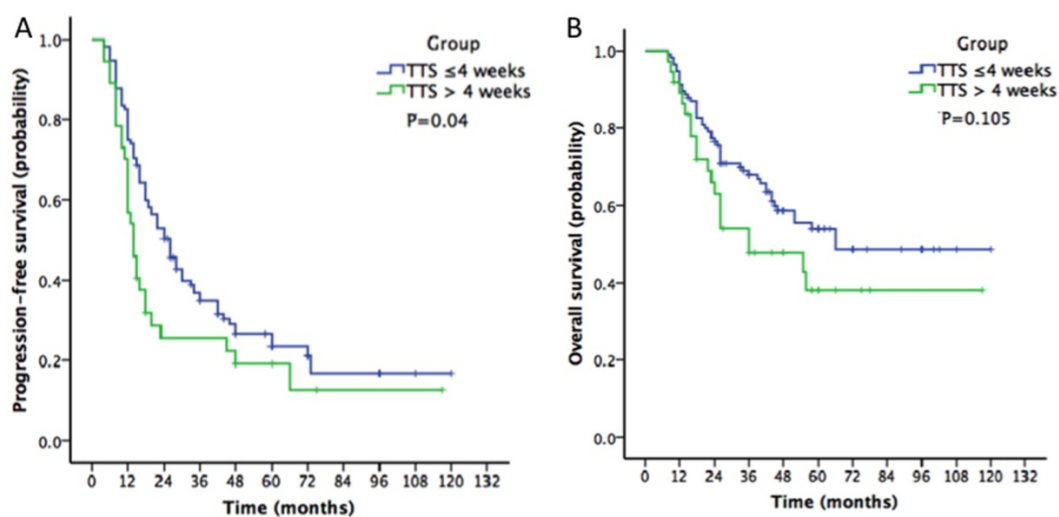 A
Progression-free survival (probability)
1.0
0.8
0.6
0.4
0.2
0.0
Group
TTS ≤4 weeks
TTS > 4 weeks
P=0.04
0 12 24 36 48 60 72 84 96 108 120 132
Time (months)
B
Overall survival (probability)
1.0
0.8
0.6
0.4
0.2
0.0
Group
TTS ≤4 weeks
TTS > 4 weeks
P=0.105
0 12 24 36 48 60 72 84 96 108 120 132
Time (months)